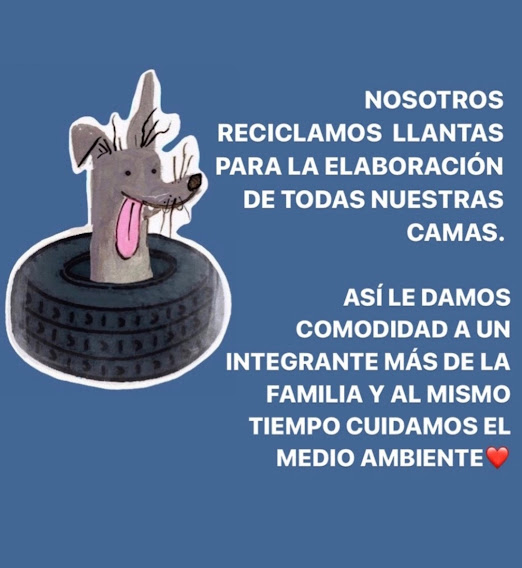 NOSOTROS
RECICLAMOS LLANTAS
PARA LA ELABORACIÓN
DE TODAS NUESTRAS
CAMAS.
ASÍ LE DAMOS
COMODIDAD A UN
INTEGRANTE MÁS DE LA
FAMILIA Y AL MISMO
TIEMPO CUIDAMOS EL
MEDIO AMBIENTE❤️